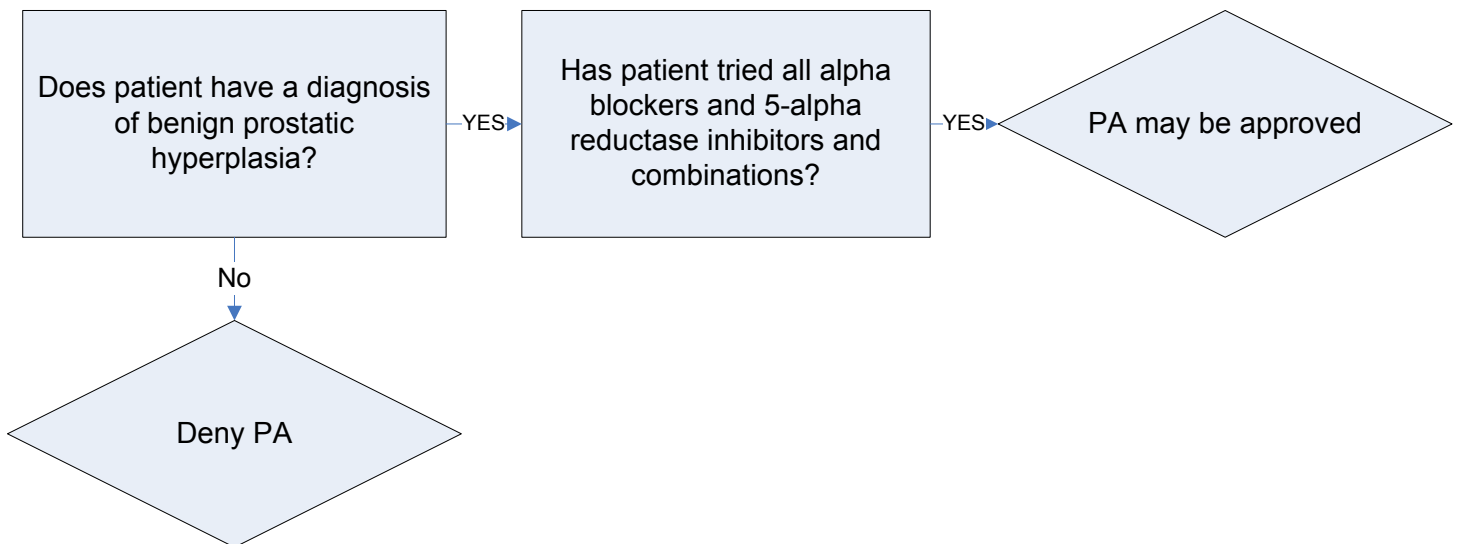 Does patient have a diagnosis
of benign prostatic
hyperplasia?
YES
Has patient tried all alpha
blockers and 5-alpha
reductase inhibitors and
combinations?
YES
PA may be approved
No
Deny PA